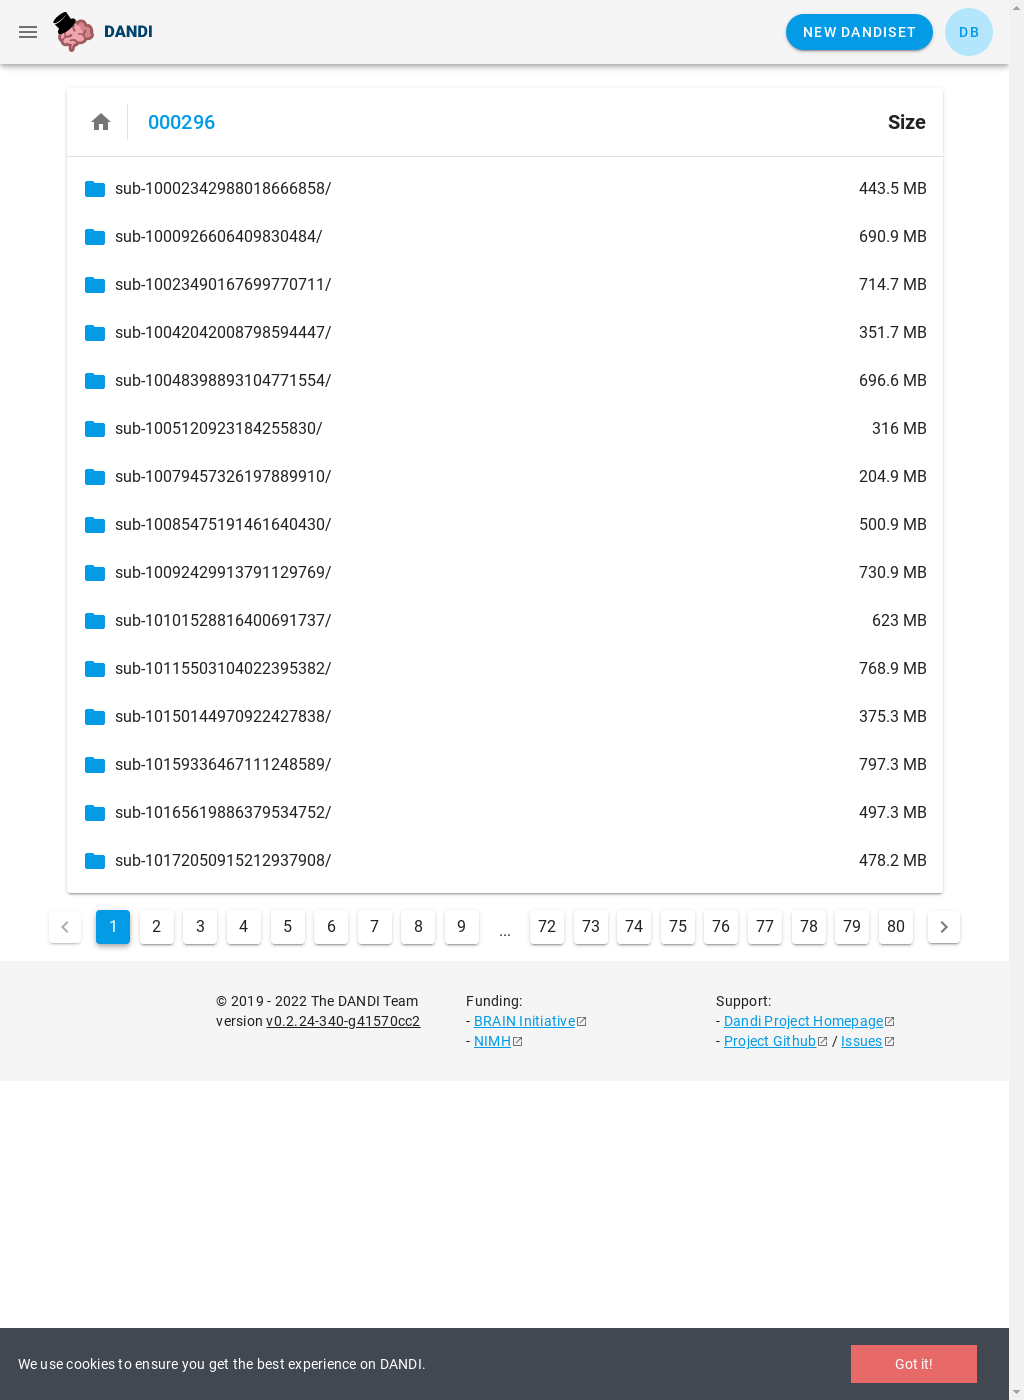 DANDI
NEW DANDISET
DB
000296 Size
sub-10002342988018666858/ 443.5 MB
sub-1000926606409830484/ 690.9 MB
sub-10023490167699770711/ 714.7 MB
sub-10042042008798594447/ 351.7 MB
sub-10048398893104771554/ 696.6 MB
sub-1005120923184255830/ 316 MB
sub-10079457326197889910/ 204.9 MB
sub-10085475191461640430/ 500.9 MB
sub-10092429913791129769/ 730.9 MB
sub-10101528816400691737/ 623 MB
sub-10115503104022395382/ 768.9 MB
sub-10150144970922427838/ 375.3 MB
sub-10159336467111248589/ 797.3 MB
sub-10165619886379534752/ 497.3 MB
sub-10172050915212937908/ 478.2 MB
1 2 3 4 5 6 7 8 9 ... 72 73 74 75 76 77 78 79 80
© 2019 - 2022 The DANDI Team
version v0.2.24-340-g41570cc2
Funding:
- BRAIN Initiative
- NIMH
Support:
- Dandi Project Homepage
- Project Github / Issues
We use cookies to ensure you get the best experience on DANDI.
Got it!